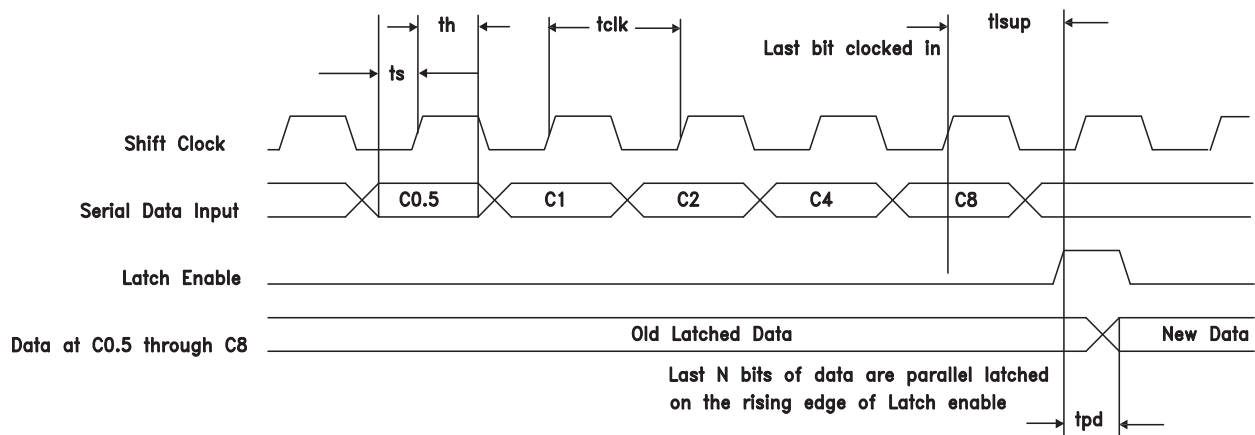 th
tclk
tlsup
Last bit clocked in
ts
Shift Clock
Serial Data Input
C0.5
C1
C2
C4
C8
Latch Enable
Data at C0.5 through C8
Old Latched Data
New Data
Last N bits of data are parallel latched
on the rising edge of Latch enable
tpd